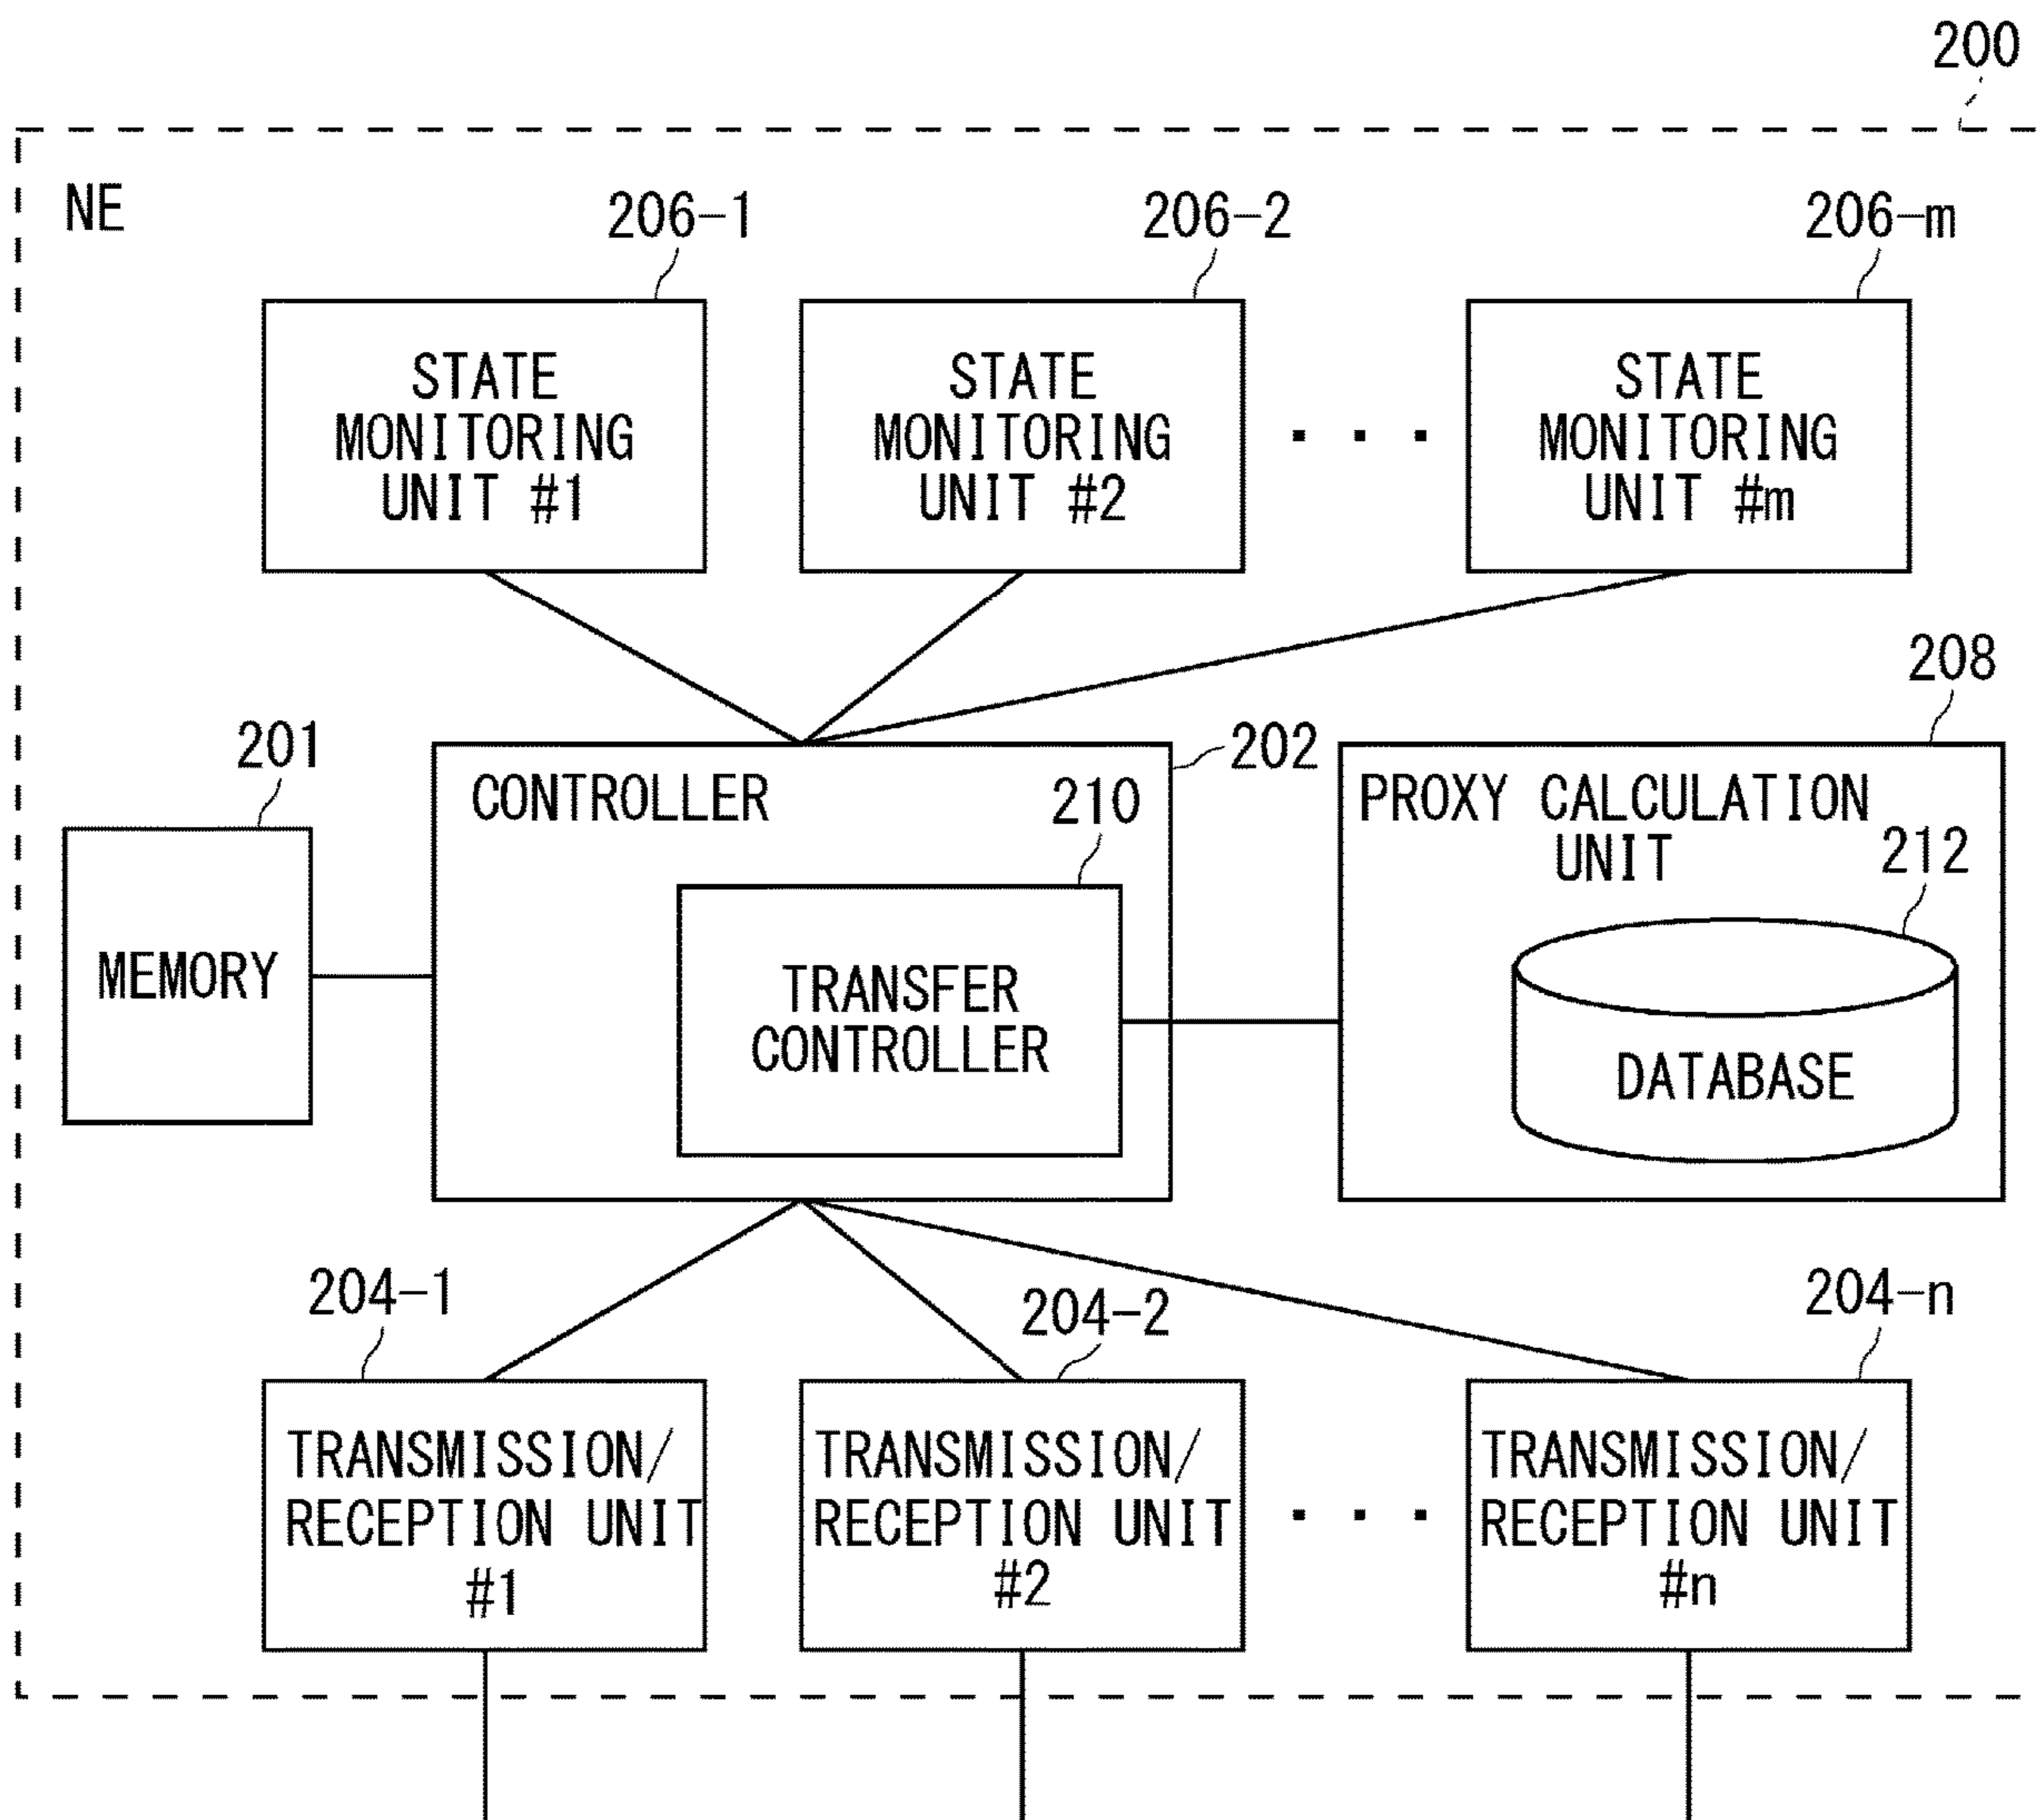 200
NE
206-1
206-2
206-m
STATE
MONITORING
UNIT #1
STATE
MONITORING
UNIT #2
. . .
STATE
MONITORING
UNIT #m
201
MEMORY
202
CONTROLLER
210
TRANSFER
CONTROLLER
208
PROXY CALCULATION
UNIT
212
DATABASE
204-1
204-2
204-n
TRANSMISSION/
RECEPTION UNIT
#1
TRANSMISSION/
RECEPTION UNIT
#2
. . .
TRANSMISSION/
RECEPTION UNIT
#n